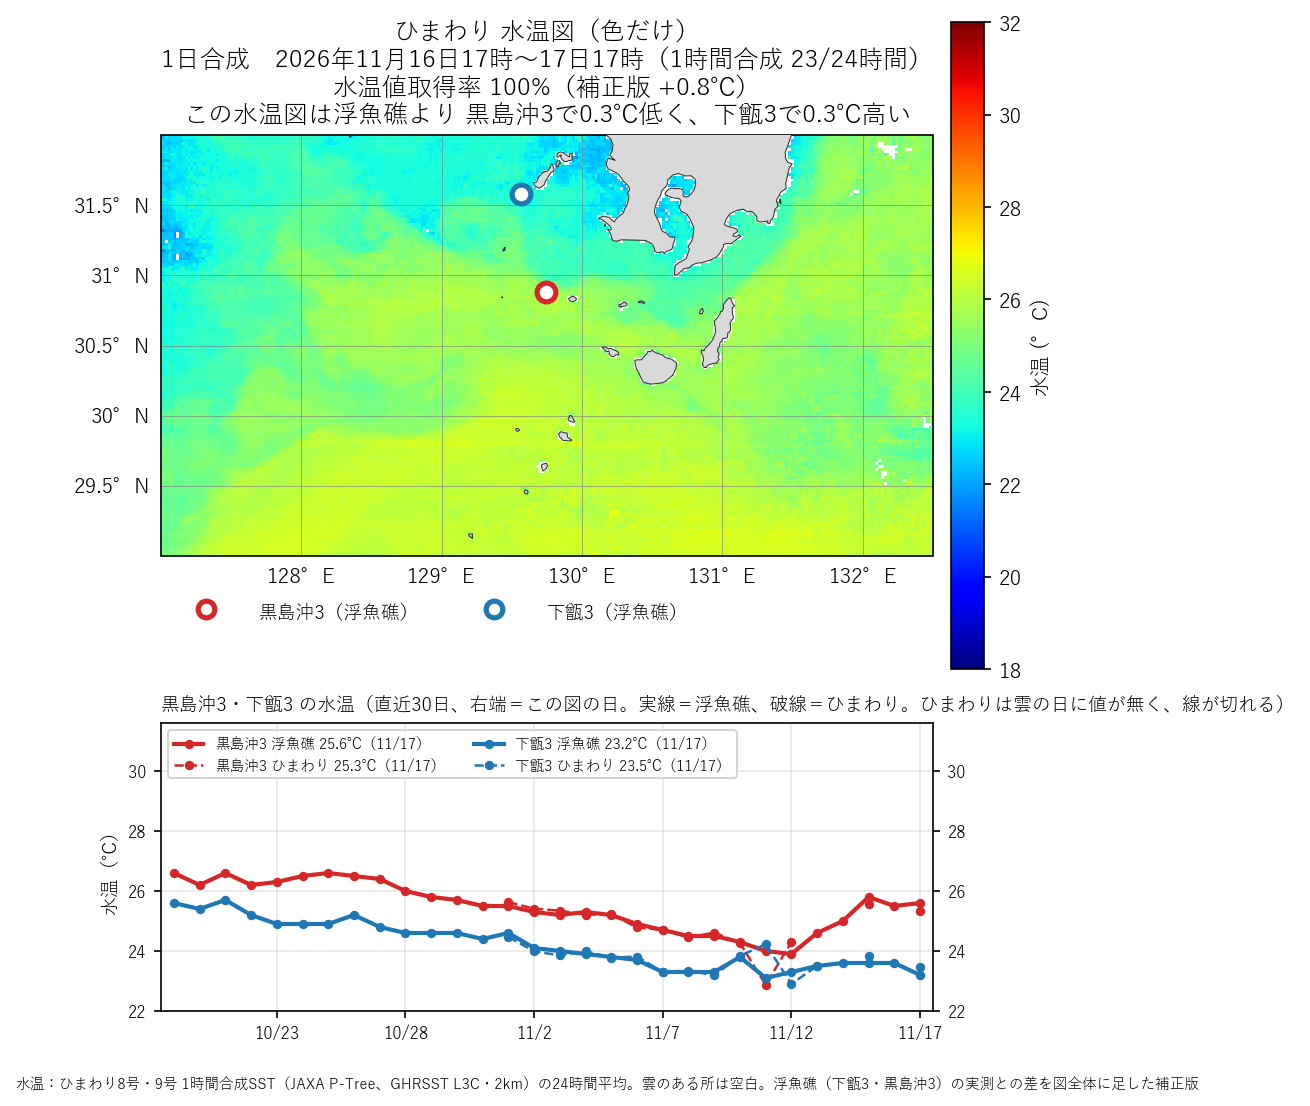 ひまわり 水温図（色だけ）
1日合成　2026年11月16日17時～17日17時（1時間合成 23/24時間）
水温値取得率 100%（補正版 +0.8℃）
この水温図は浮魚礁より 黒島沖3で0.3℃低く、下甑3で0.3℃高い
31.5° N
31° N
30.5° N
30° N
29.5° N
128° E
129° E
130° E
131° E
132° E
32
30
28
26
24
22
20
18
水温（° C）
黒島沖3（浮魚礁）
下甑3（浮魚礁）
黒島沖3・下甑3 の水温（直近30日、右端＝この図の日。実線＝浮魚礁、破線＝ひまわり。ひまわりは雲の日に値が無く、線が切れる）
黒島沖3 浮魚礁 25.6℃（11/17）
黒島沖3 ひまわり 25.3℃（11/17）
下甑3 浮魚礁 23.2℃（11/17）
下甑3 ひまわり 23.5℃（11/17）
水温（℃）
30
28
26
24
22
30
28
26
24
22
10/23
10/28
11/2
11/7
11/12
11/17
水温：ひまわり8号・9号 1時間合成SST（JAXA P-Tree、GHRSST L3C・2km）の24時間平均。雲のある所は空白。浮魚礁（下甑3・黒島沖3）の実測との差を図全体に足した補正版